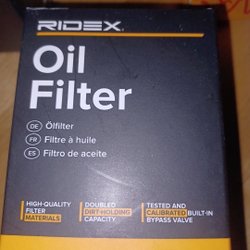 RIDEX
Oil
Filter
DE Ölfilter
FR Filtre à huile
ES Filtro de aceite
HIGH-QUALITY
FILTER
MATERIALS
DOUBLED
DIRT-HOLDING
CAPACITY
TESTED AND
CALIBRATED BUILT-IN
BYPASS VALVE